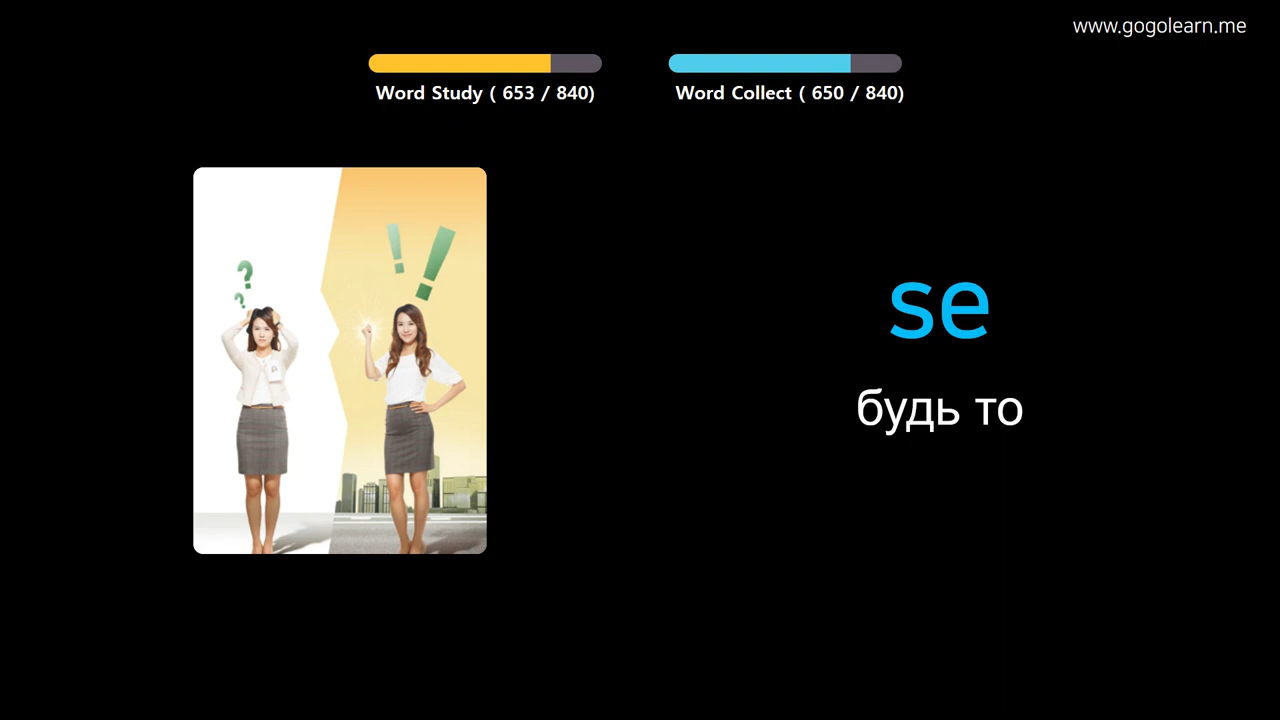 www.gogolearn.me
Word Study ( 653 / 840)
Word Collect ( 650 / 840)
? ?
! !
se
будь то